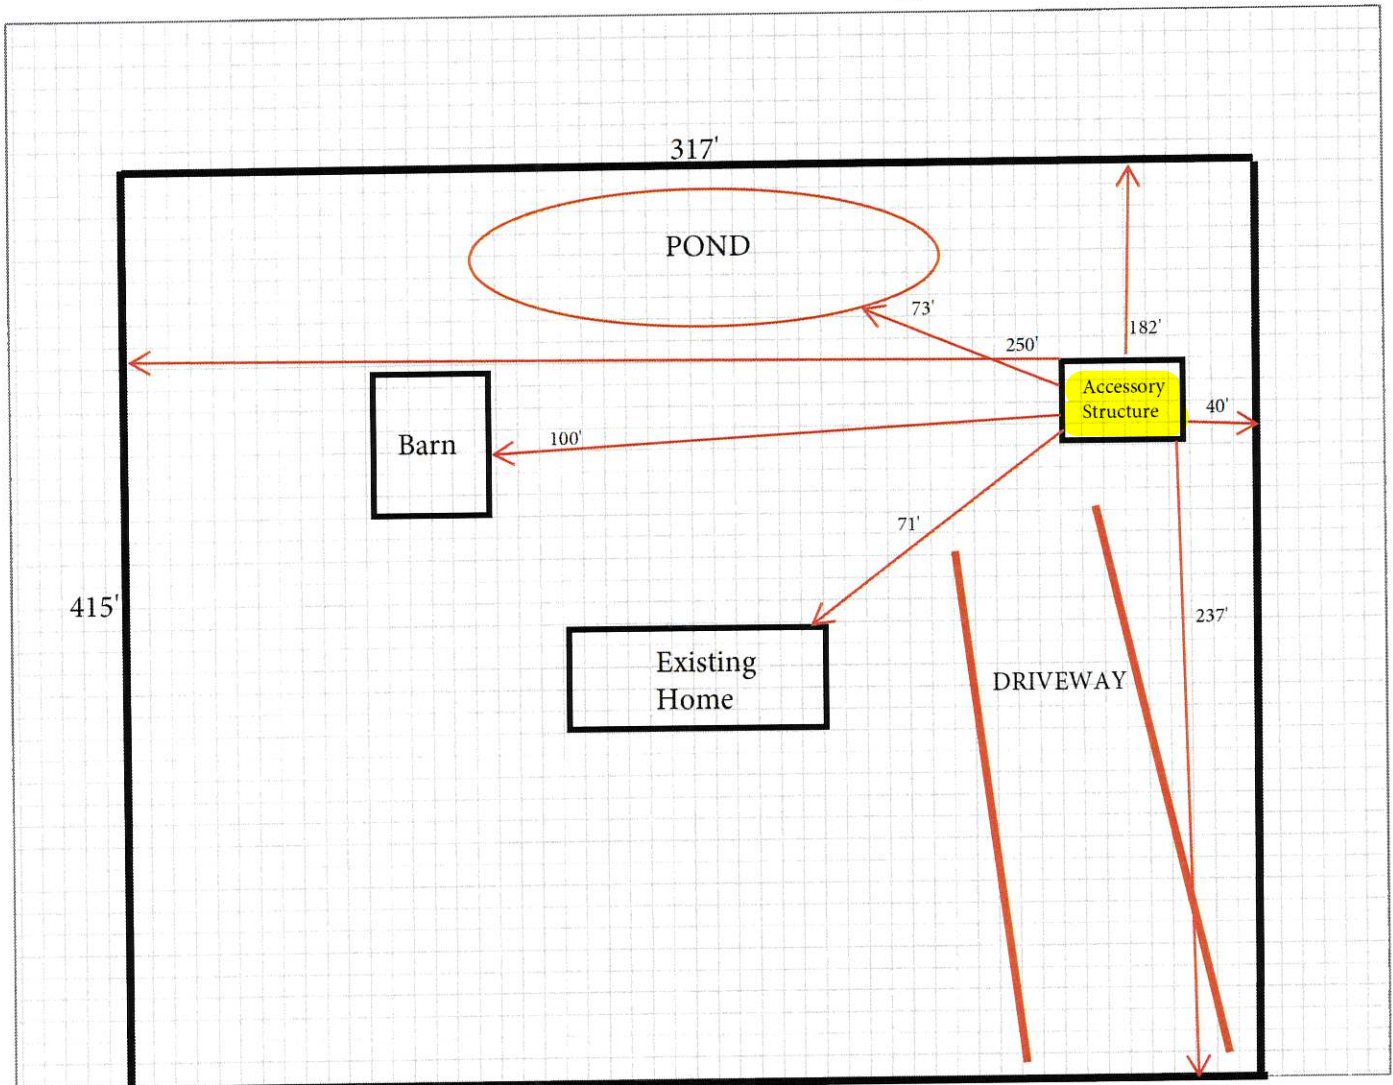 317'
POND
73'
182'
250'
Accessory
Structure
40'
Barn
100'
71'
415'
237'
Existing
Home
DRIVEWAY